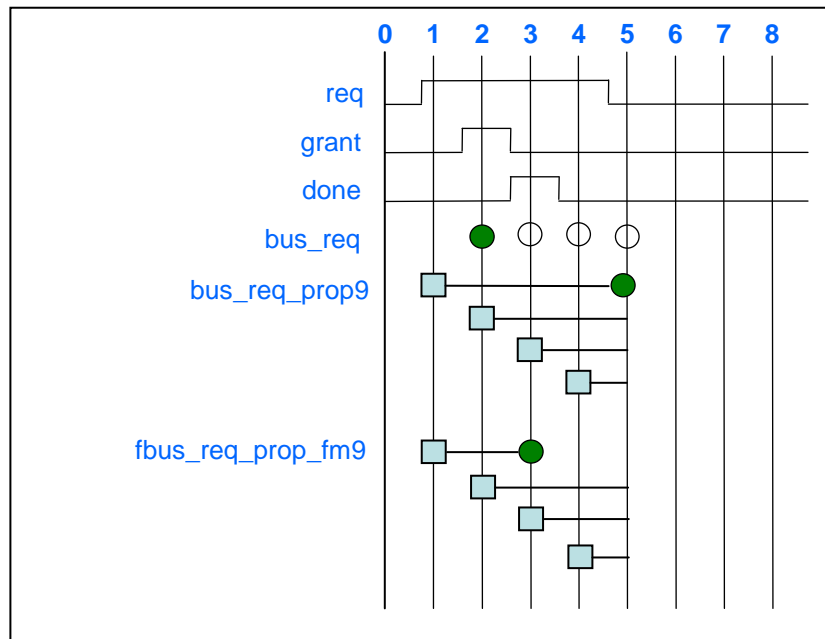 0 1 2 3 4 5 6 7 8
req
grant
done
bus_req
bus_req_prop9
fbus_req_prop_fm9